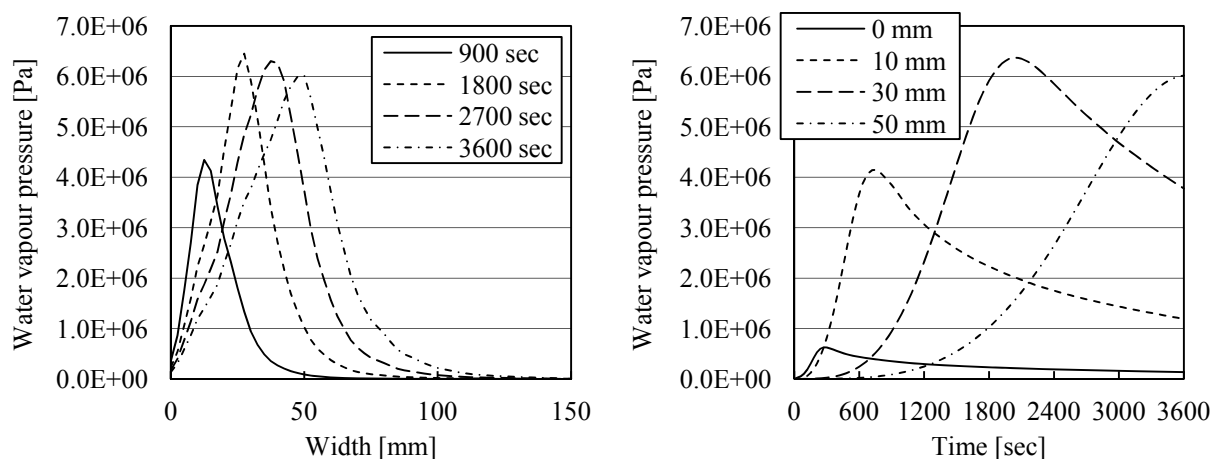 Water vapour pressure [Pa]
7.0E+06
6.0E+06
5.0E+06
4.0E+06
3.0E+06
2.0E+06
1.0E+06
0.0E+00
900 sec
1800 sec
2700 sec
3600 sec
0 50 100 150
Width [mm]
Water vapour pressure [Pa]
7.0E+06
6.0E+06
5.0E+06
4.0E+06
3.0E+06
2.0E+06
1.0E+06
0.0E+00
0 mm
10 mm
30 mm
50 mm
0 600 1200 1800 2400 3000 3600
Time [sec]